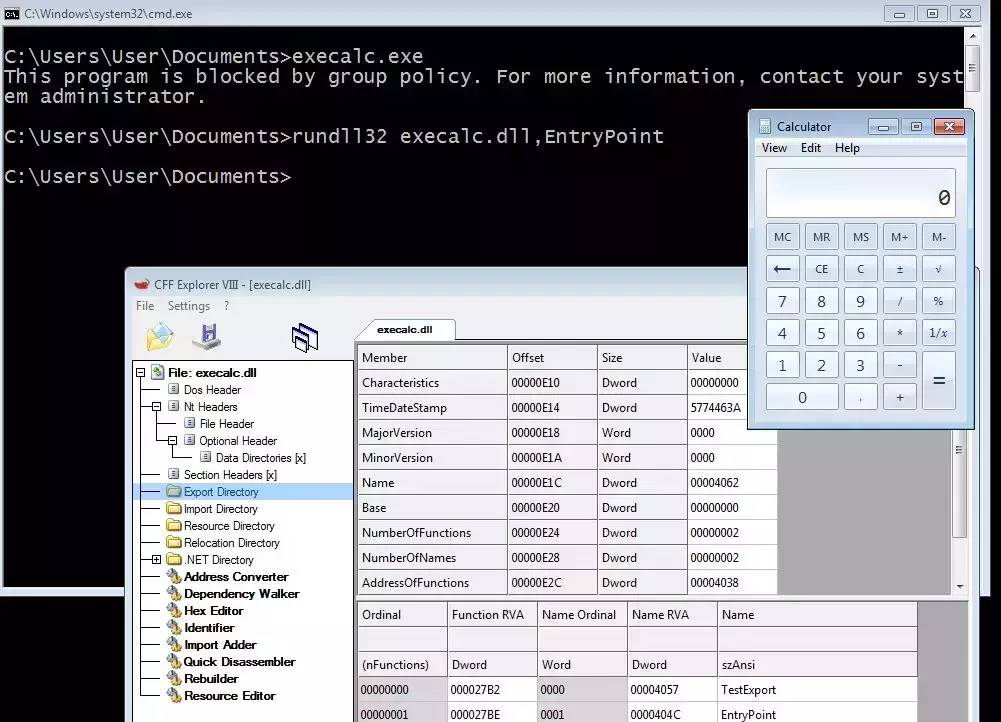 C:\Windows\system32\cmd.exe
C:\Users\User\Documents>execalc.exe
This program is blocked by group policy. For more information, contact your syst
em administrator.
C:\Users\User\Documents>rundll32 execalc.dll,EntryPoint
C:\Users\User\Documents>
Calculator
View Edit Help
0
MC MR MS M+ M-
← CE C ± √
7 8 9 / %
4 5 6 * 1/x
1 2 3 - =
0 . +
CFF Explorer VIII - [execalc.dll]
File Settings ?
execalc.dll
File: execalc.dll
Dos Header
Nt Headers
File Header
Optional Header
Data Directories [x]
Section Headers [x]
Export Directory
Import Directory
Resource Directory
Relocation Directory
.NET Directory
Address Converter
Dependency Walker
Hex Editor
Identifier
Import Adder
Quick Disassembler
Rebuilder
Resource Editor
Member Offset Size Value
Characteristics 00000E10 Dword 00000000
TimeDateStamp 00000E14 Dword 5774463A
MajorVersion 00000E18 Word 0000
MinorVersion 00000E1A Word 0000
Name 00000E1C Dword 00004062
Base 00000E20 Dword 00000000
NumberOfFunctions 00000E24 Dword 00000002
NumberOfNames 00000E28 Dword 00000002
AddressOfFunctions 00000E2C Dword 00004038
Ordinal Function RVA Name Ordinal Name RVA Name
(nFunctions) Dword Word Dword szAnsi
00000000 000027B2 0000 00004057 TestExport
00000001 000027BE 0001 0000404C EntryPoint